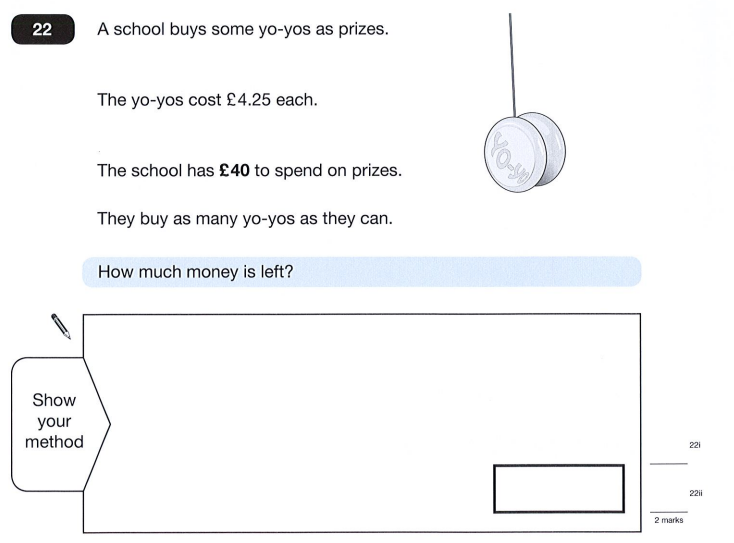 22
A school buys some yo-yos as prizes.
The yo-yos cost £4.25 each.
The school has £40 to spend on prizes.
They buy as many yo-yos as they can.
How much money is left?
Show
your
method
22i
22ii
2 marks
YO-YO